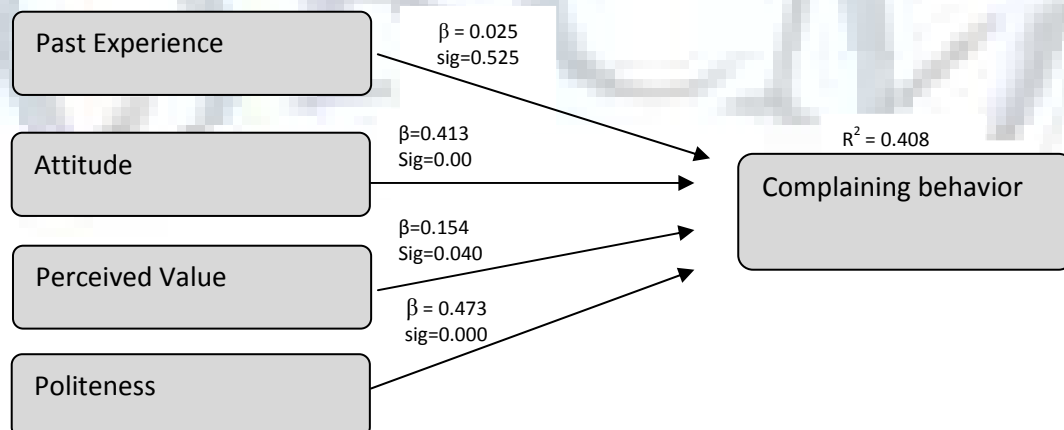 Past Experience
β = 0.025
sig=0.525
Attitude
β=0.413
Sig=0.00
R² = 0.408
Complaining behavior
Perceived Value
β=0.154
Sig=0.040
β = 0.473
sig=0.000
Politeness